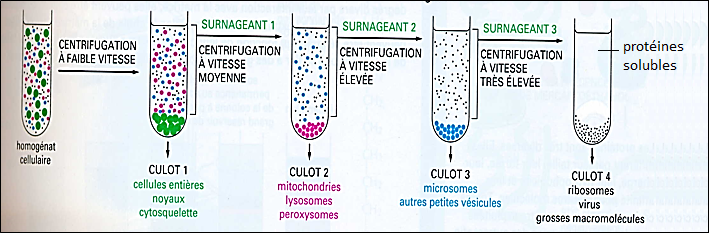 homogénat
cellulaire
CENTRIFUGATION
À FAIBLE VITESSE
CULOT 1
cellules entières
noyaux
cytosquelette
SURNAGEANT 1
CENTRIFUGATION
À VITESSE
MOYENNE
CULOT 2
mitochondries
lysosomes
peroxysomes
SURNAGEANT 2
CENTRIFUGATION
À VITESSE
ÉLEVÉE
CULOT 3
microsomes
autres petites vésicules
SURNAGEANT 3
CENTRIFUGATION
À VITESSE
TRÈS ÉLEVÉE
protéines
solubles
CULOT 4
ribosomes
virus
grosses macromolécules